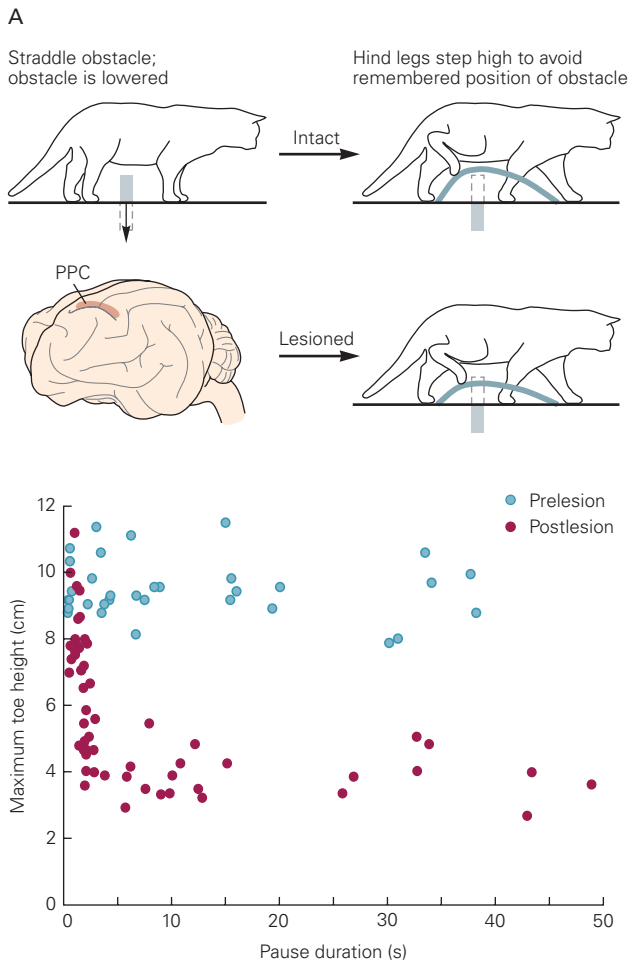 A
Straddle obstacle;
obstacle is lowered
Hind legs step high to avoid
remembered position of obstacle
Intact
PPC
Lesioned
12
10
8
6
4
2
0
Maximum toe height (cm)
Prelesion
Postlesion
0 10 20 30 40 50
Pause duration (s)